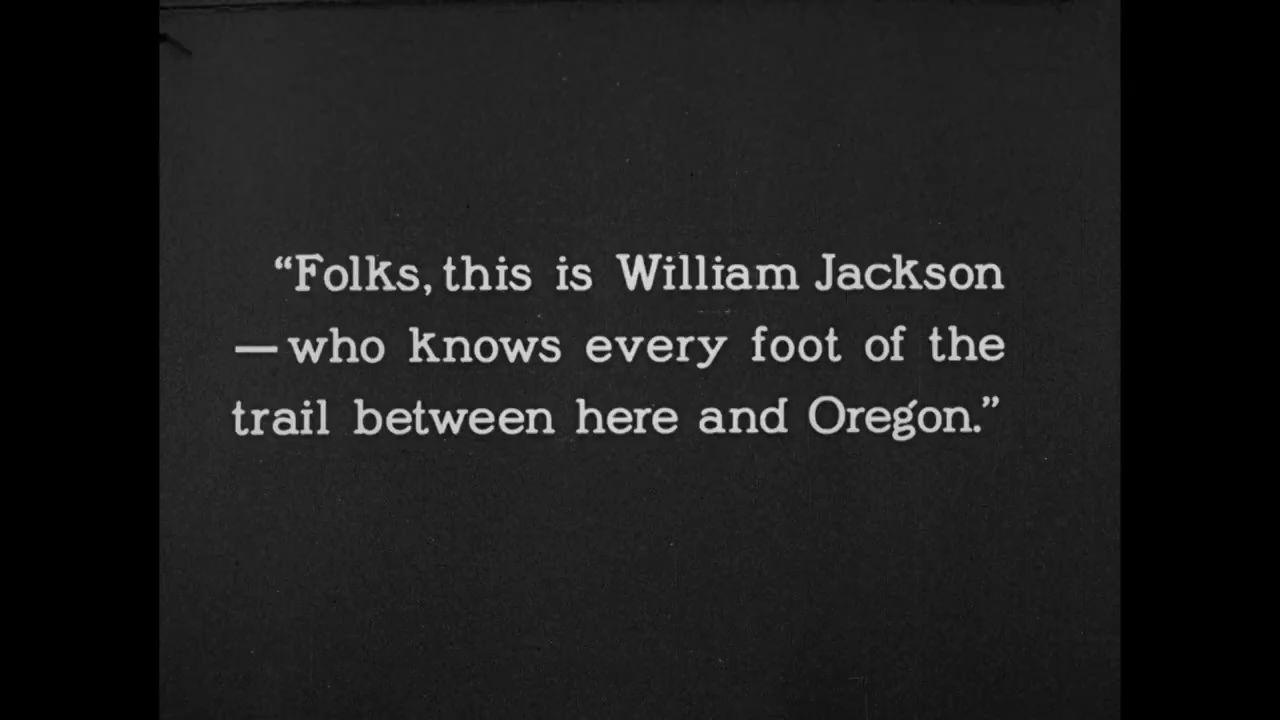 “Folks, this is William Jackson
—who knows every foot of the
trail between here and Oregon.”